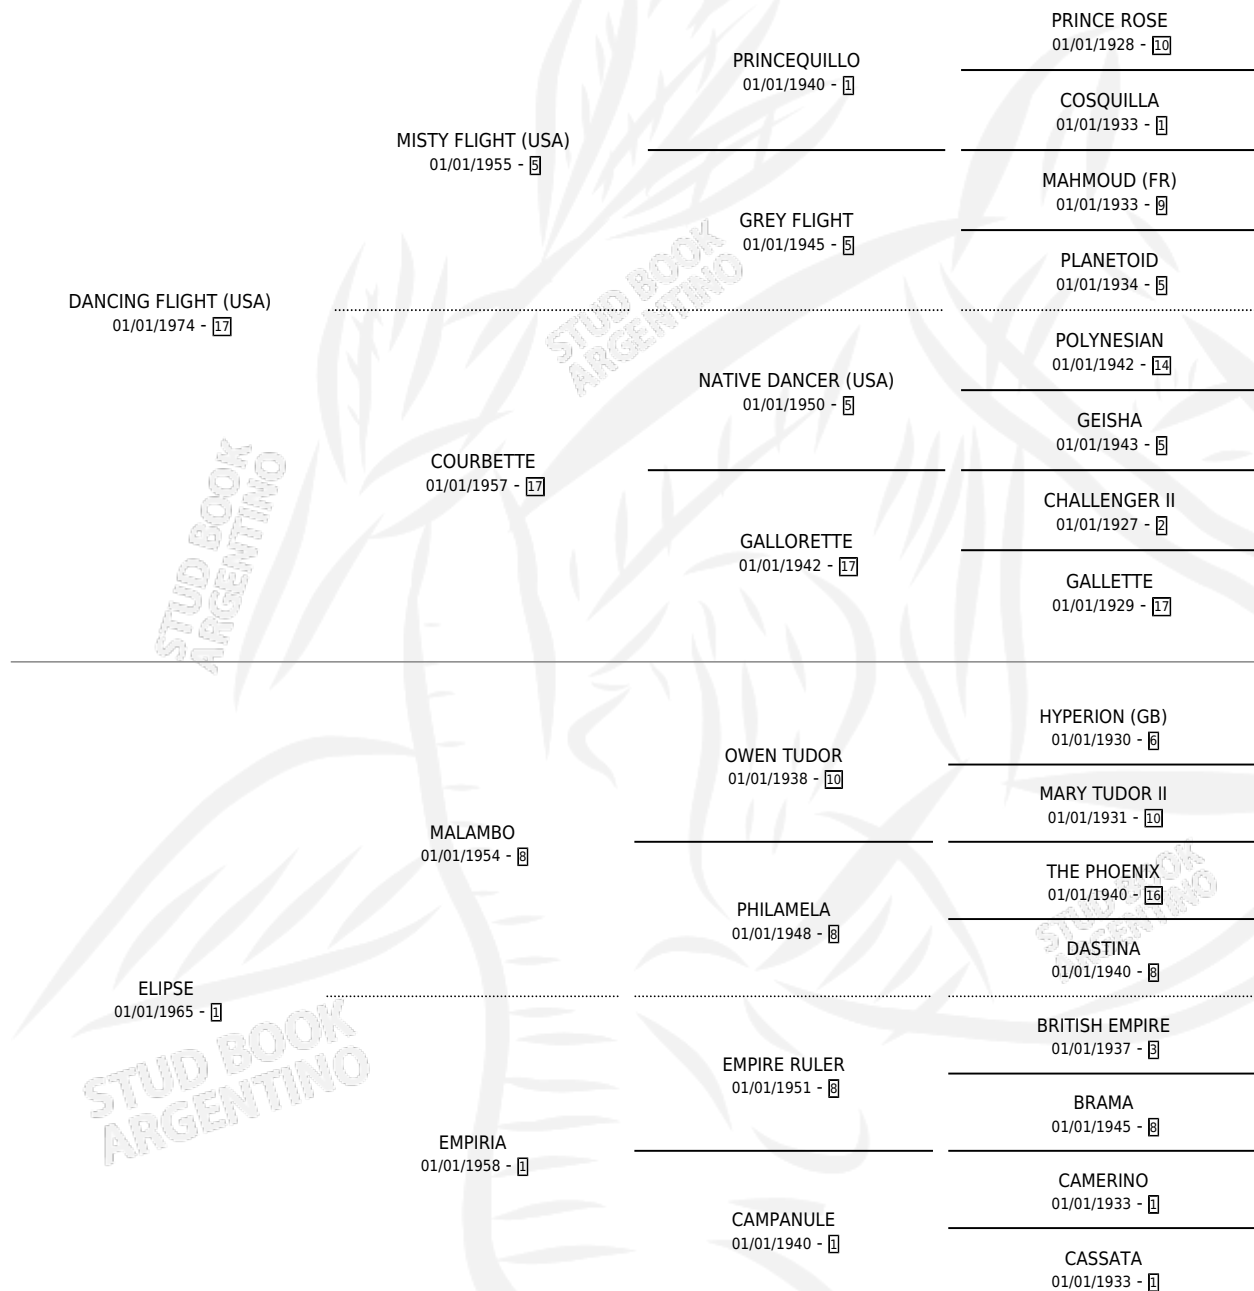 PRINCE ROSE
01/01/1928 - 10
PRINCEQUILLO
01/01/1940 - 1
COSQUILLA
01/01/1933 - 1
MISTY FLIGHT (USA)
01/01/1955 - 5
MAHMOUD (FR)
01/01/1933 - 9
GREY FLIGHT
01/01/1945 - 5
PLANETOID
01/01/1934 - 5
DANCING FLIGHT (USA)
01/01/1974 - 17
STUD BOOK
ARGENTINO
POLYNESIAN
01/01/1942 - 14
NATIVE DANCER (USA)
01/01/1950 - 5
GEISHA
01/01/1943 - 5
COURBETTE
01/01/1957 - 17
CHALLENGER II
01/01/1927 - 2
GALLORETTE
01/01/1942 - 17
GALLETTE
01/01/1929 - 17
STUD BOOK
ARGENTINO
HYPERION (GB)
01/01/1930 - 6
OWEN TUDOR
01/01/1938 - 10
MARY TUDOR II
01/01/1931 - 10
MALAMBO
01/01/1954 - 8
THE PHOENIX
01/01/1940 - 16
PHILAMELA
01/01/1948 - 8
STUD BOOK
ARGENTINO
DASTINA
01/01/1940 - 8
ELIPSE
01/01/1965 - 1
BRITISH EMPIRE
01/01/1937 - 3
EMPIRE RULER
01/01/1951 - 8
STUD BOOK
ARGENTINO
BRAMA
01/01/1945 - 8
EMPIRIA
01/01/1958 - 1
CAMERINO
01/01/1933 - 1
CAMPANULE
01/01/1940 - 1
CASSATA
01/01/1933 - 1